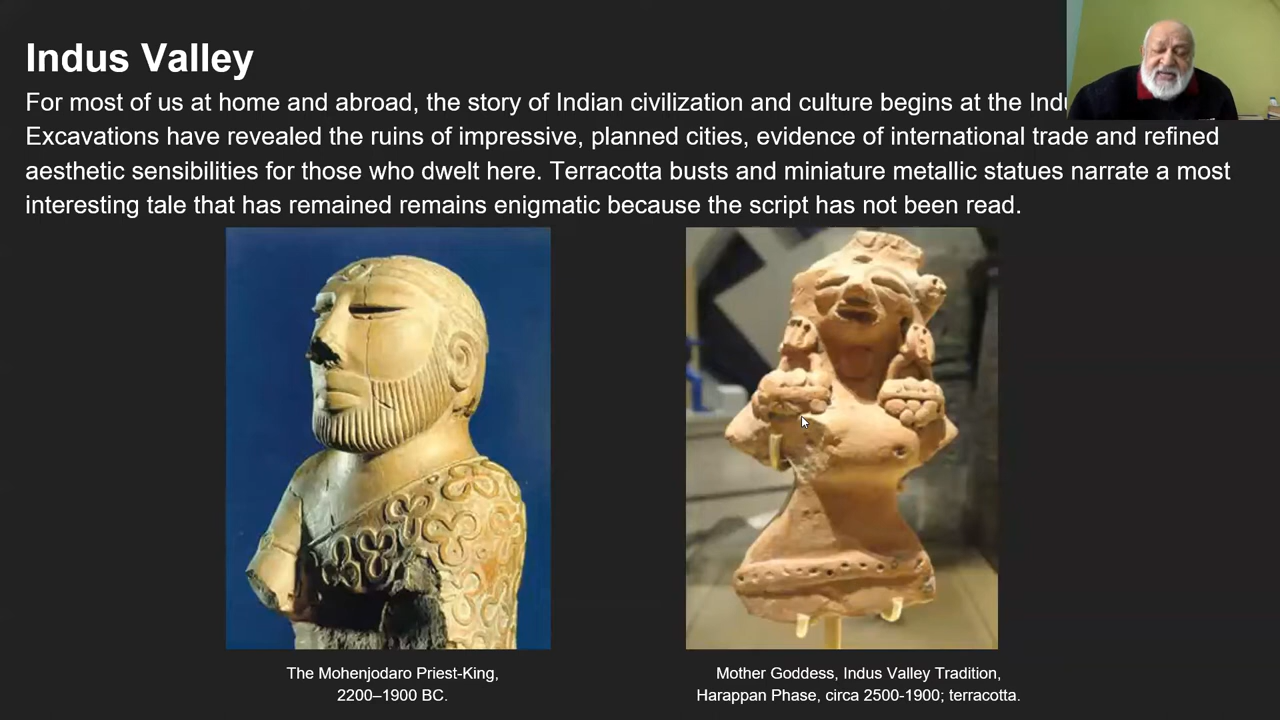 Indus Valley
For most of us at home and abroad, the story of Indian civilization and culture begins at the
Excavations have revealed the ruins of impressive, planned cities, evidence of international trade and refined
aesthetic sensibilities for those who dwelt here. Terracotta busts and miniature metallic statues narrate a most
interesting tale that has remained remains enigmatic because the script has not been read.
The Mohenjodaro Priest-King,
2200–1900 BC.
Mother Goddess, Indus Valley Tradition,
Harappan Phase, circa 2500-1900; terracotta.